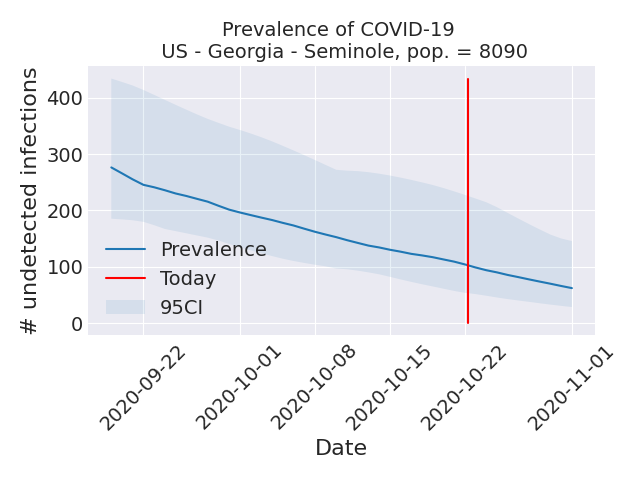 Prevalence of COVID-19
US - Georgia - Seminole, pop. = 8090
# undetected infections
400
300
200
100
0
Prevalence
Today
95CI
2020-09-22
2020-10-01
2020-10-08
2020-10-15
2020-10-22
2020-11-01
Date